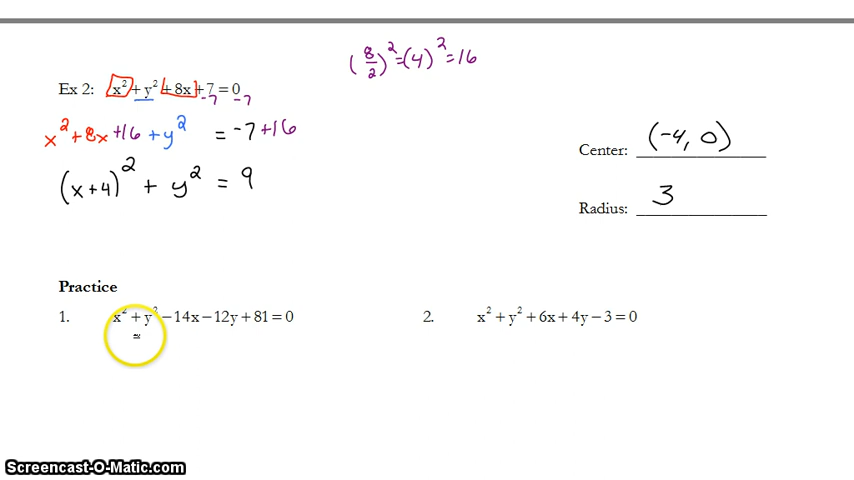 (8/2)² = (4)² = 16
Ex 2: x² + y² + 8x + 7 = 0
-7 -7
x² + 8x + 16 + y² = -7 + 16
(x + 4)² + y² = 9
Center: (-4, 0)
Radius: 3
Practice
1. x² + y² − 14x − 12y + 81 = 0
2. x² + y² + 6x + 4y − 3 = 0
Screencast-O-Matic.com